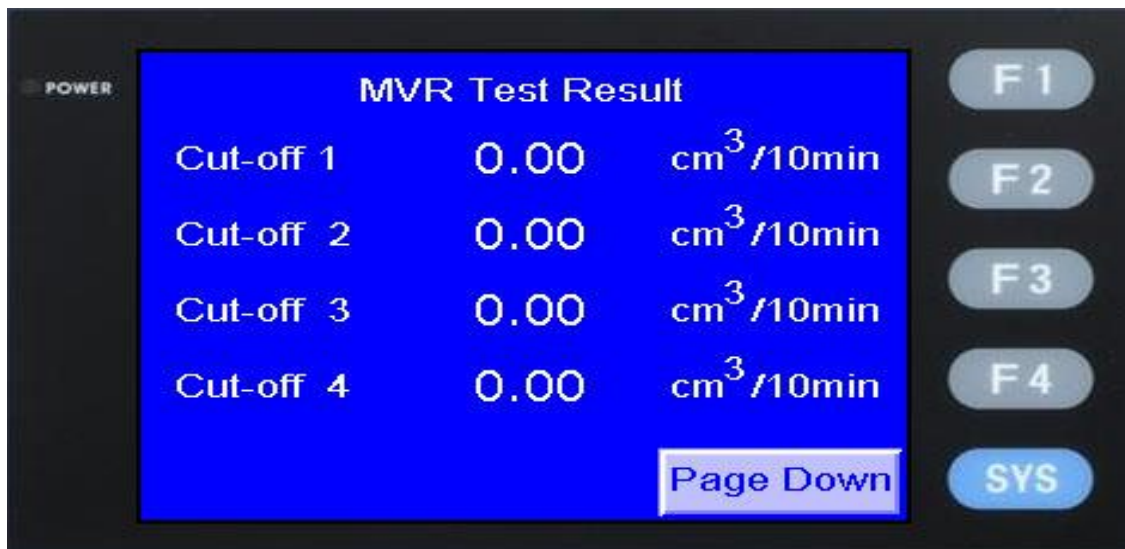 POWER
MVR Test Result
Cut-off 1 0.00 cm³/10min
Cut-off 2 0.00 cm³/10min
Cut-off 3 0.00 cm³/10min
Cut-off 4 0.00 cm³/10min
Page Down
F1
F2
F3
F4
SYS